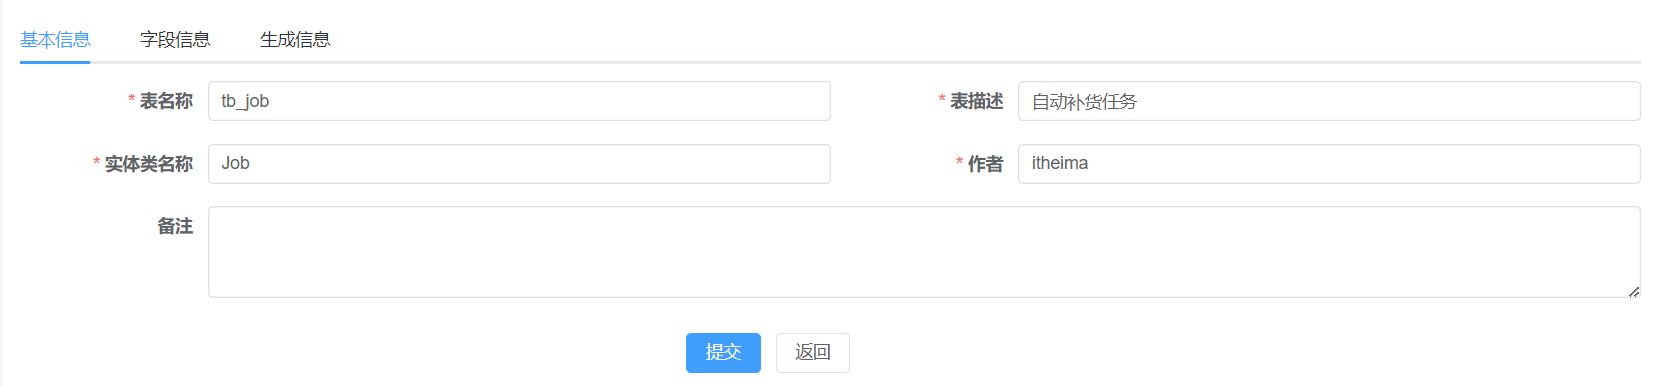 基本信息 字段信息 生成信息
* 表名称 tb_job * 表描述 自动补货任务
* 实体类名称 Job * 作者 itheima
备注
提交 返回